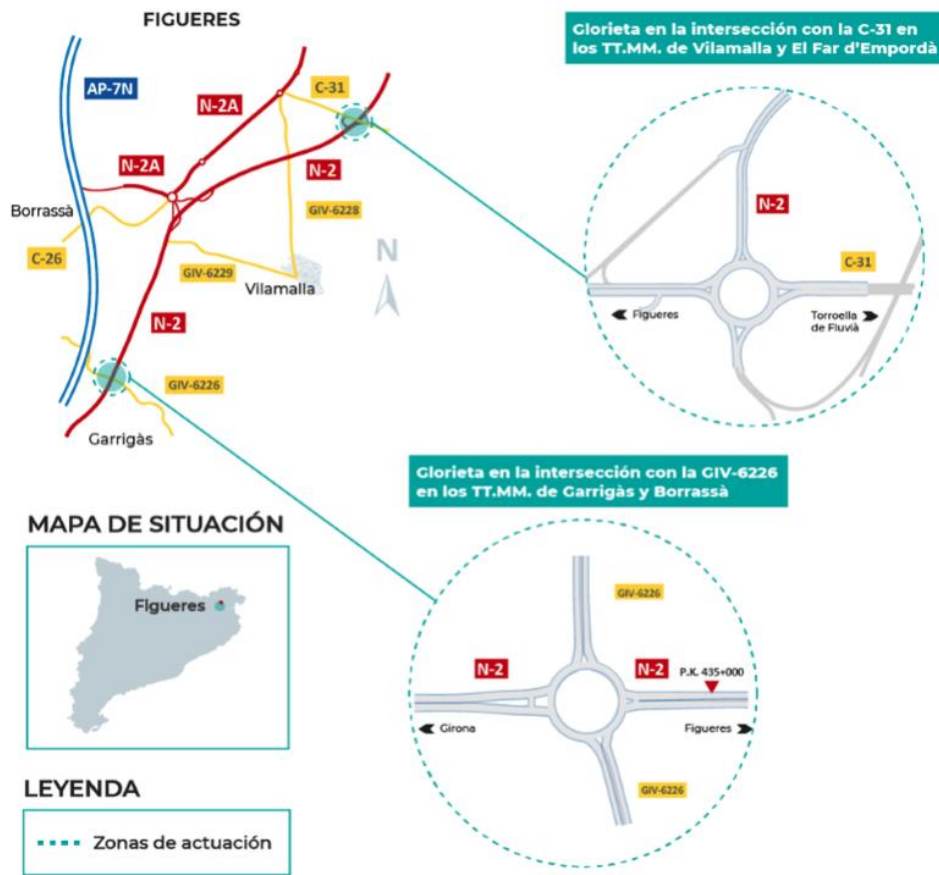 FIGUERES
Glorieta en la intersección con la C-31 en
los TT.MM. de Vilamalla y El Far d'Empordà
AP-7N
N-2A
C-31
N-2A
N-2
Borrassà
GIV-6228
N
C-26
GIV-6229
Vilamalla
N-2
GIV-6226
Garrigàs
N-2
C-31
Figueres
Torroella
de Fluvià
Glorieta en la intersección con la GIV-6226
en los TT.MM. de Garrigàs y Borrassà
MAPA DE SITUACIÓN
Figueres
GIV-6226
N-2
N-2
P.K. 435+000
Girona
Figueres
GIV-6226
LEYENDA
Zonas de actuación